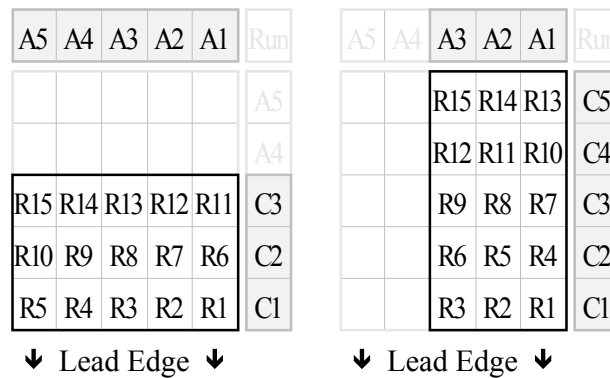 A5 A4 A3 A2 A1 Run
A5
A4
R15 R14 R13 R12 R11 C3
R10 R9 R8 R7 R6 C2
R5 R4 R3 R2 R1 C1
🡻 Lead Edge 🡻
A5 A4 A3 A2 A1 Run
R15 R14 R13 C5
R12 R11 R10 C4
R9 R8 R7 C3
R6 R5 R4 C2
R3 R2 R1 C1
🡻 Lead Edge 🡻